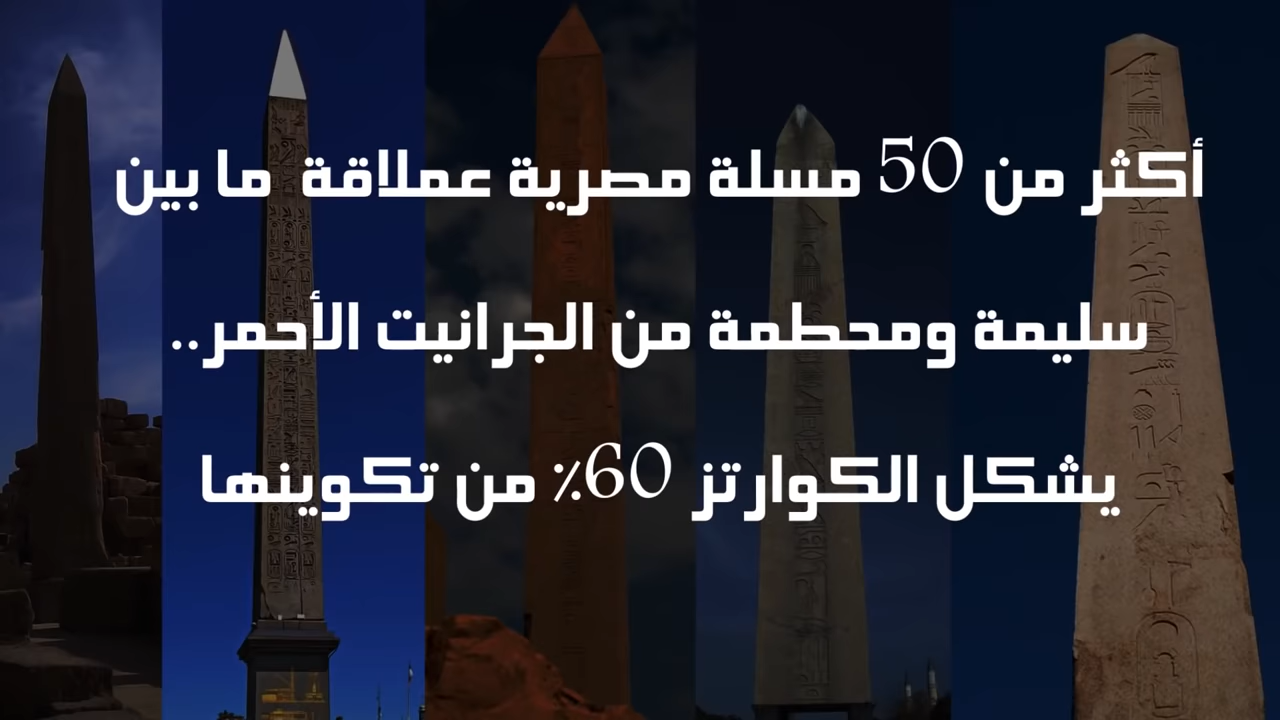 أكثر من 50 مسلة مصرية عملاقة ما بين
سليمة ومحطمة من الجرانيت الأحمر..
يشكل الكوارتز 60٪ من تكوينها